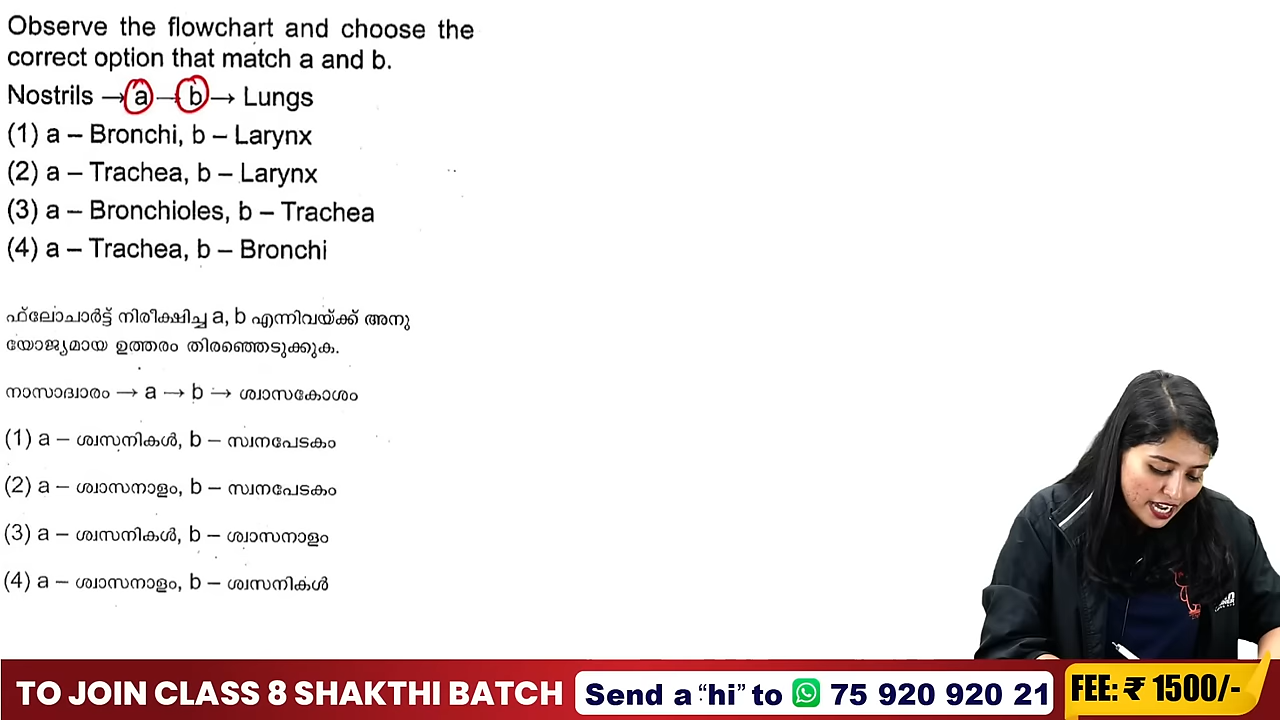 Observe the flowchart and choose the
correct option that match a and b.
Nostrils → a → b → Lungs
(1) a – Bronchi, b – Larynx
(2) a – Trachea, b – Larynx
(3) a – Bronchioles, b – Trachea
(4) a – Trachea, b – Bronchi
ഫ്ലോചാർട്ട് നിരീക്ഷിച്ച a, b എന്നിവയ്ക്ക് അനു
യോജ്യമായ ഉത്തരം തിരഞ്ഞെടുക്കുക.
നാസാദ്വാരം → a → b → ശ്വാസകോശം
(1) a – ശ്വസനികൾ, b – സ്വനപേടകം
(2) a – ശ്വാസനാളം, b – സ്വനപേടകം
(3) a – ശ്വസനികൾ, b – ശ്വാസനാളം
(4) a – ശ്വാസനാളം, b – ശ്വസനികൾ
TO JOIN CLASS 8 SHAKTHI BATCH Send a “hi” to 75 920 920 21 FEE: ₹ 1500/-